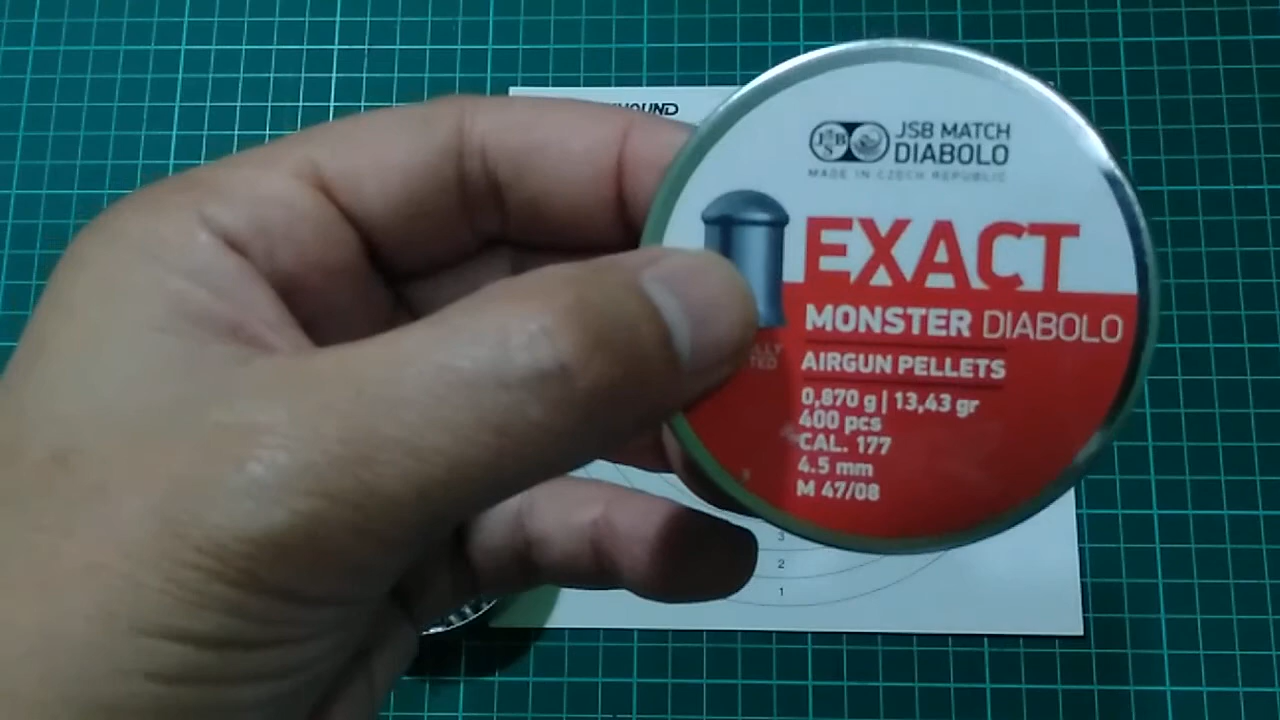 JSB
JSB MATCH
DIABOLO
MADE IN CZECH REPUBLIC
EXACT
MONSTER DIABOLO
AIRGUN PELLETS
0,870 g | 13,43 gr
400 pcs
CAL. 177
4.5 mm
M 47/08
3
2
1